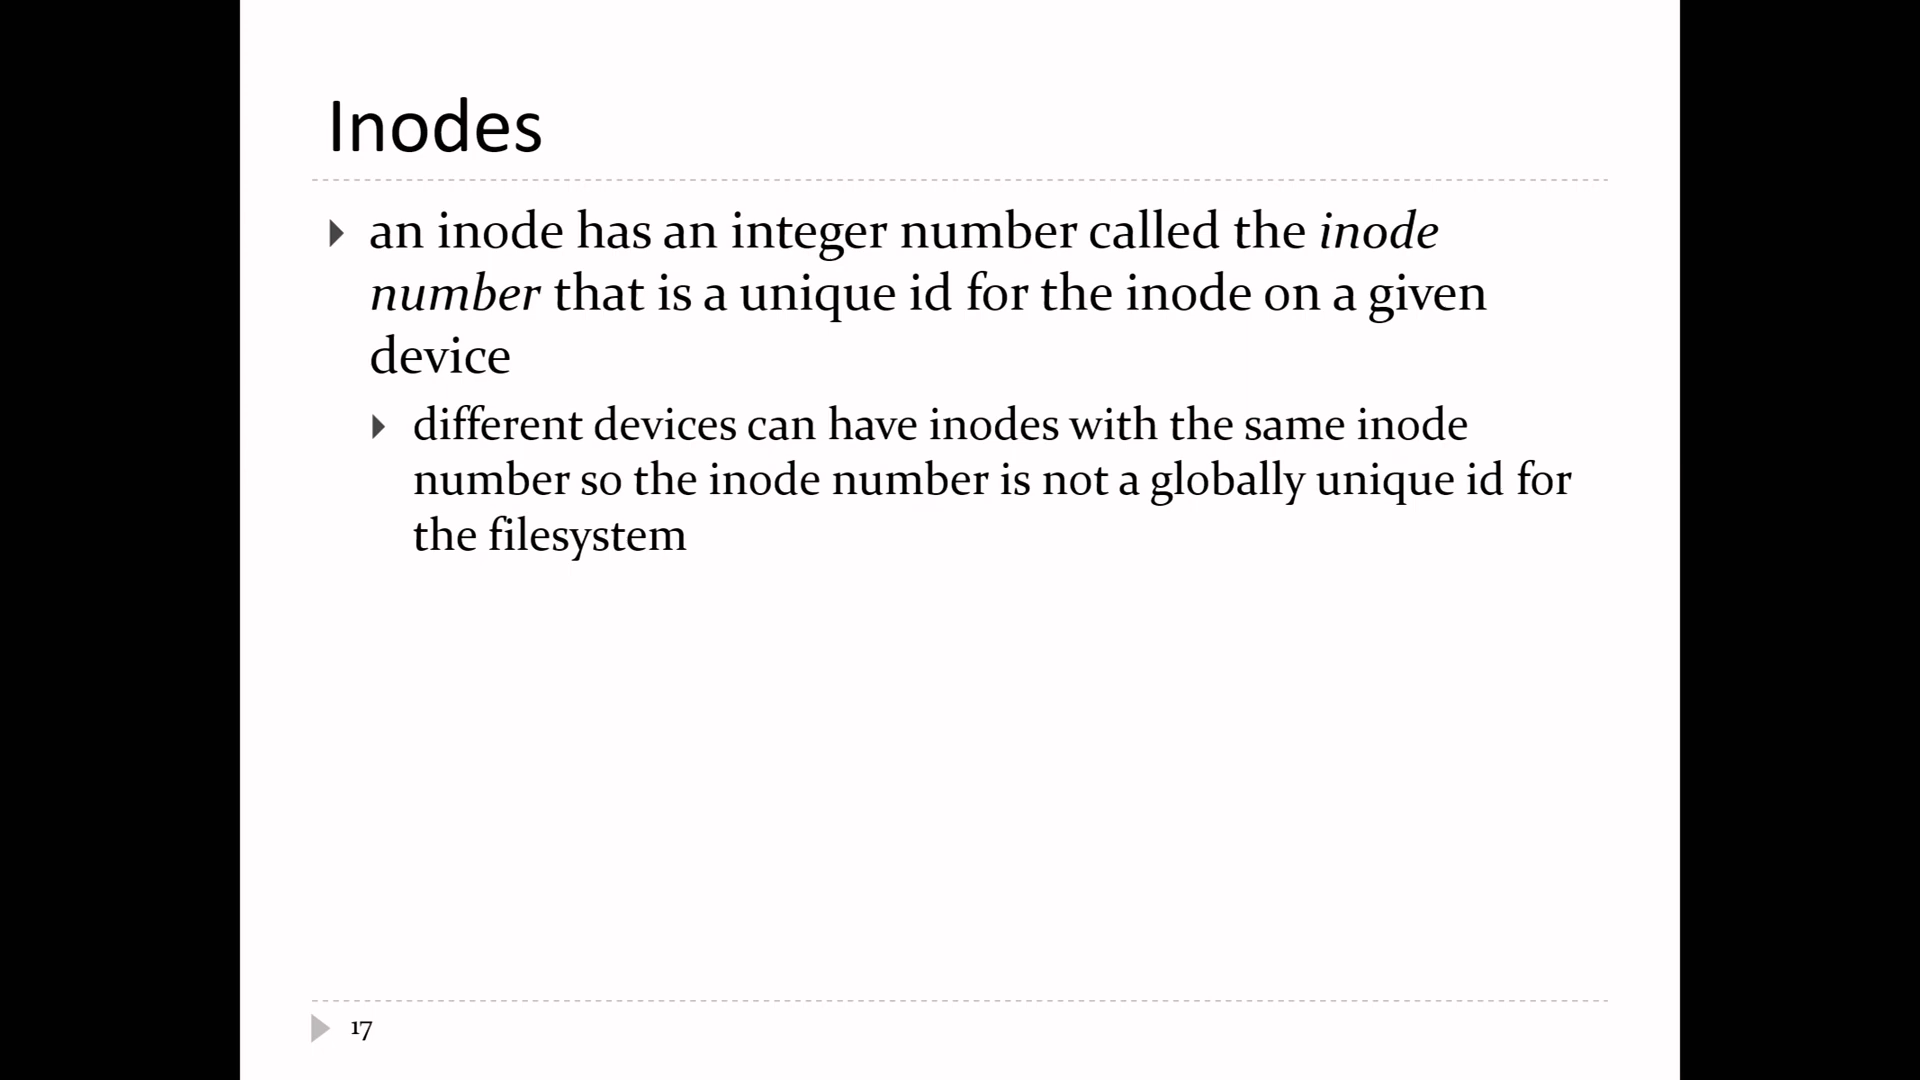 Inodes
an inode has an integer number called the inode
number that is a unique id for the inode on a given
device
different devices can have inodes with the same inode
number so the inode number is not a globally unique id for
the filesystem
17